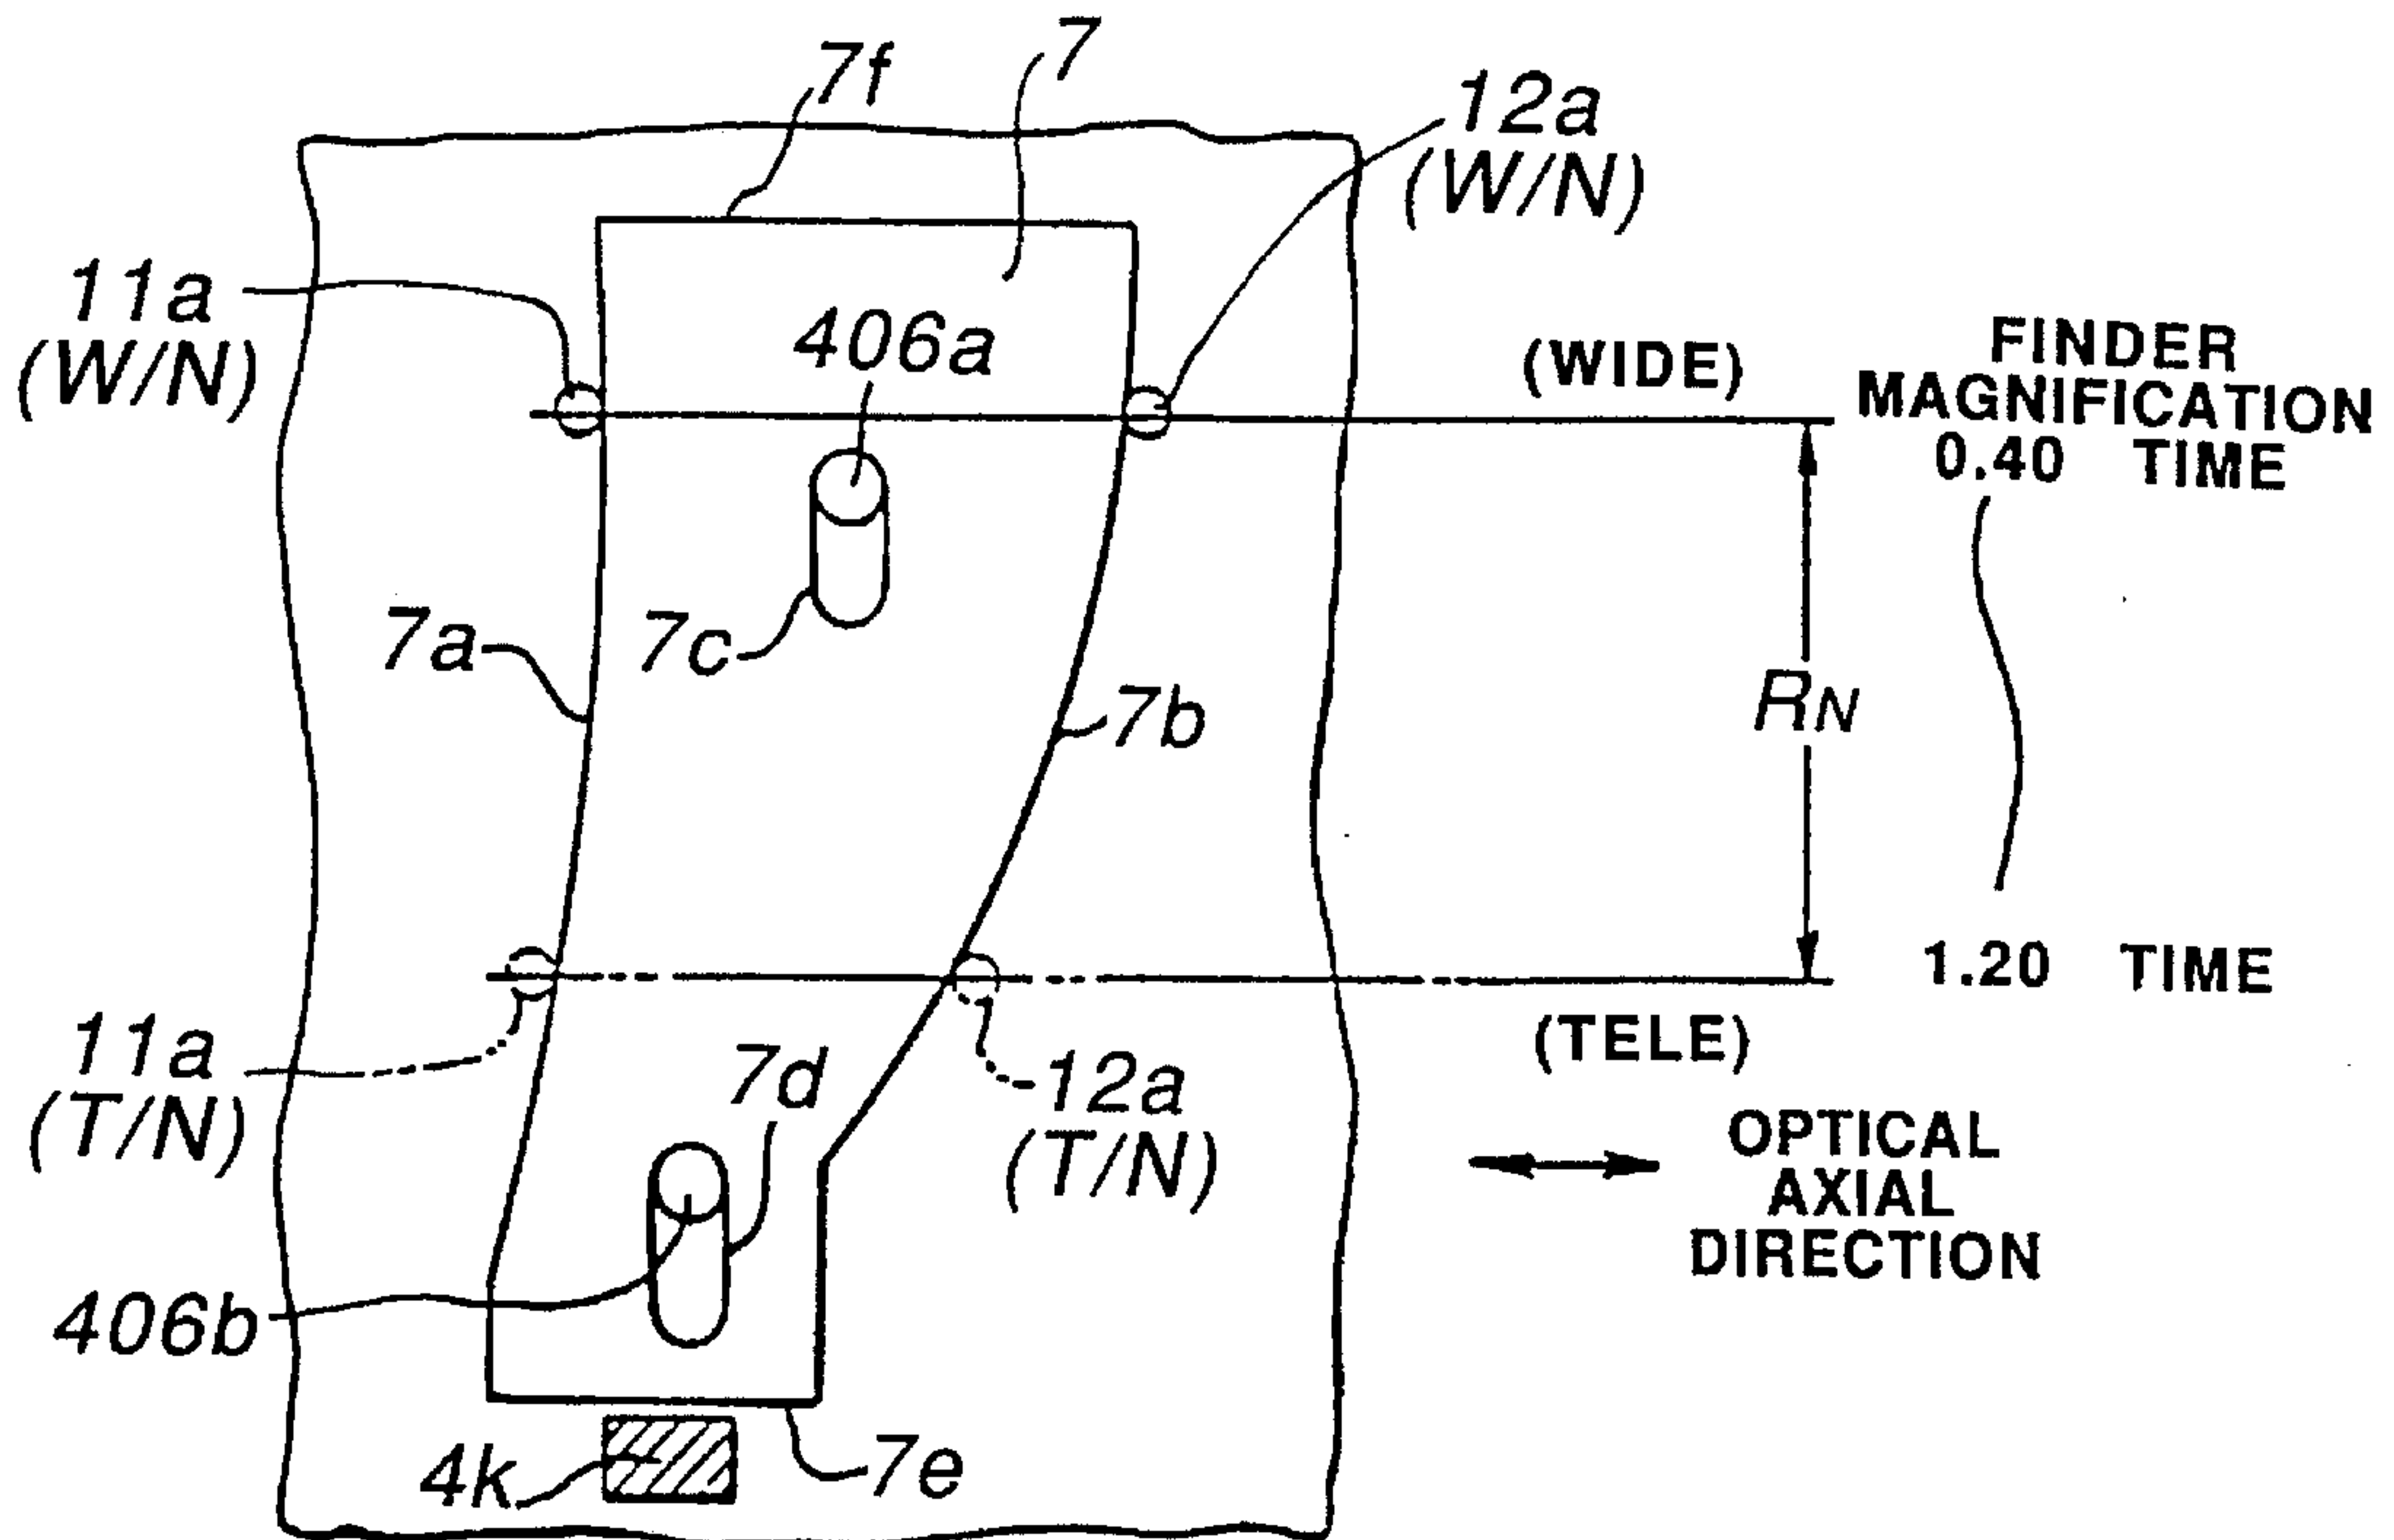 7
7f
12a
(W/N)
11a
(W/N)
406a
(WIDE)
FINDER
MAGNIFICATION
0.40 TIME
7a
7c
7b
RN
1.20 TIME
(TELE)
11a
(T/N)
7d
12a
(T/N)
OPTICAL
AXIAL
DIRECTION
406b
4k
7e